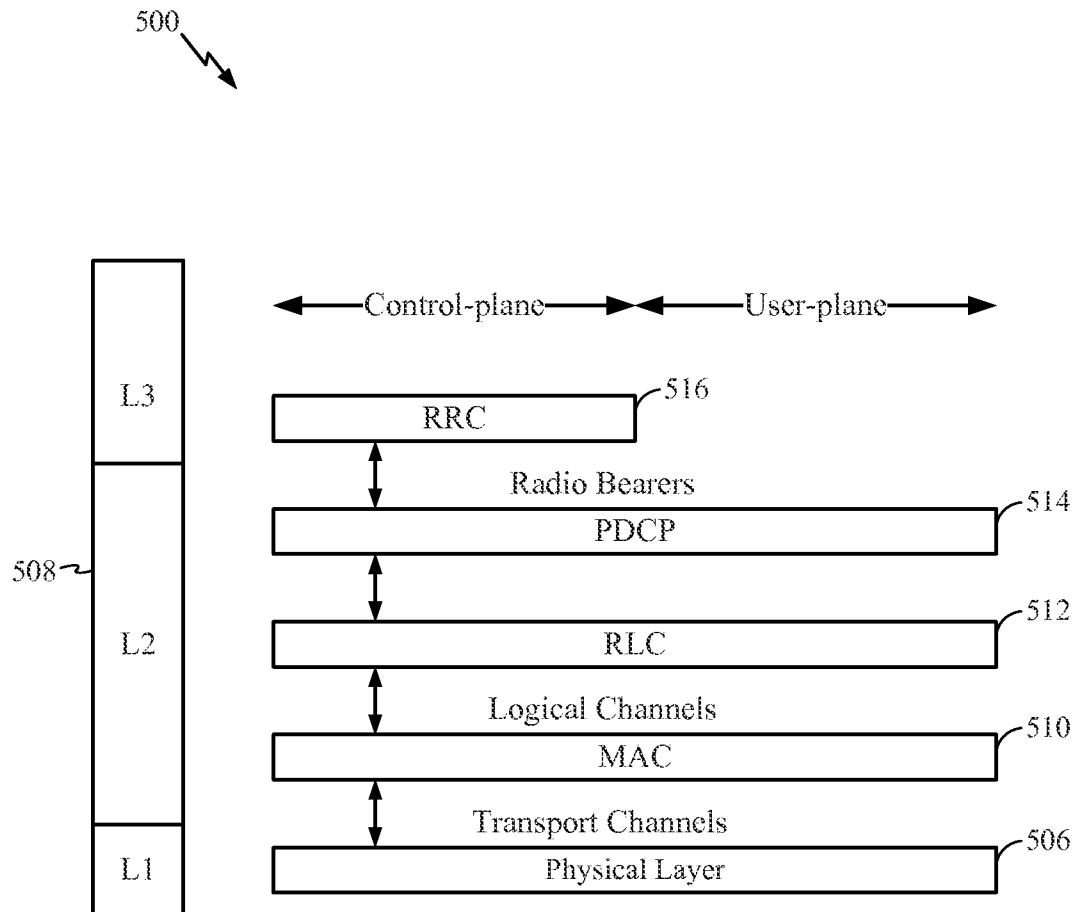 500
Control-plane
User-plane
L3
516
RRC
Radio Bearers
514
PDCP
508
512
L2
RLC
Logical Channels
510
MAC
Transport Channels
506
L1
Physical Layer